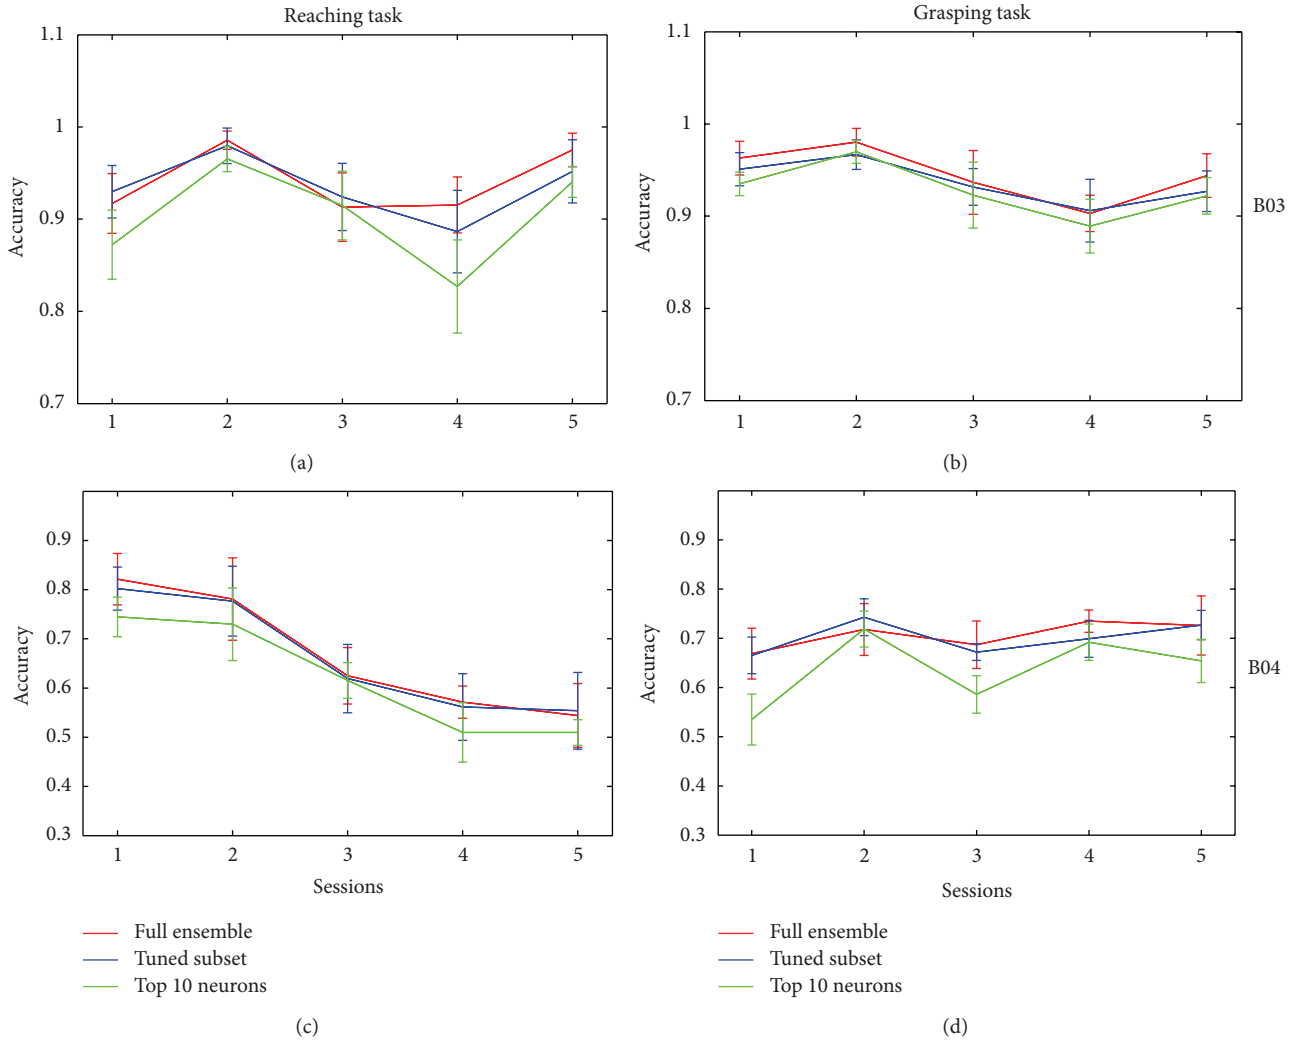 Reaching task
Grasping task
1.1
1
0.9
0.8
0.7
Accuracy
1 2 3 4 5
(a)
1.1
1
0.9
0.8
0.7
Accuracy
1 2 3 4 5
(b)
B03
0.9
0.8
0.7
0.6
0.5
0.4
0.3
Accuracy
1 2 3 4 5
Sessions
Full ensemble
Tuned subset
Top 10 neurons
(c)
0.9
0.8
0.7
0.6
0.5
0.4
0.3
Accuracy
1 2 3 4 5
Sessions
B04
Full ensemble
Tuned subset
Top 10 neurons
(d)